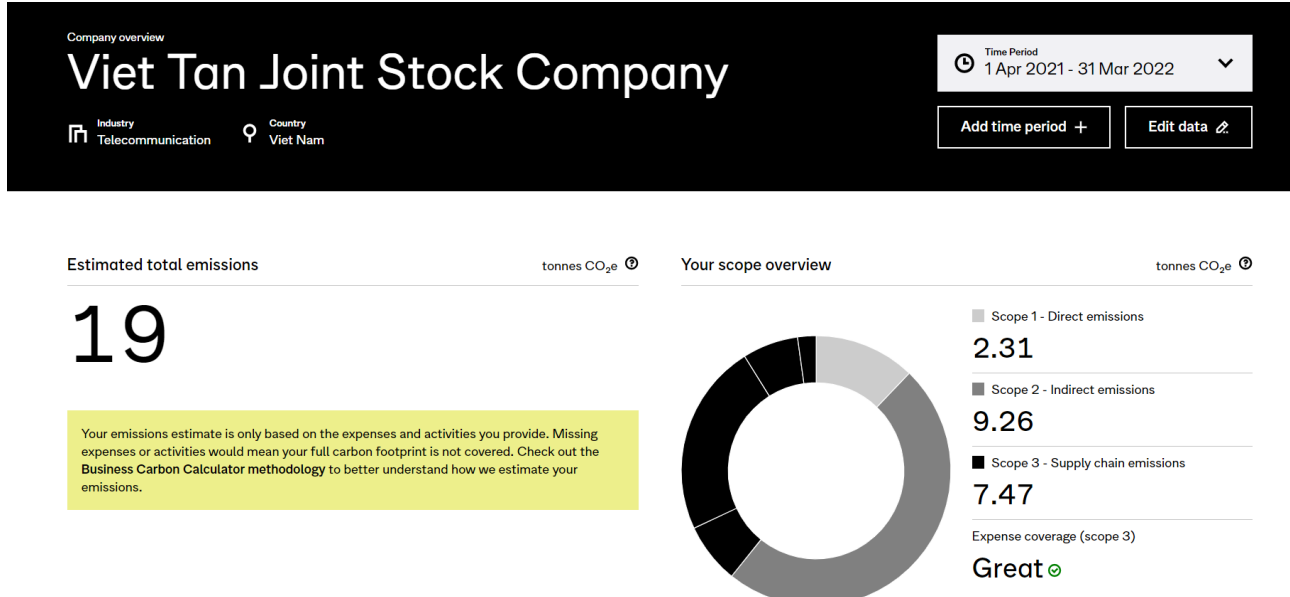 Company overview
Viet Tan Joint Stock Company
Industry
Telecommunication
Country
Viet Nam
Time Period
1 Apr 2021 - 31 Mar 2022
Add time period +
Edit data
Estimated total emissions
tonnes CO₂e
19
Your emissions estimate is only based on the expenses and activities you provide. Missing
expenses or activities would mean your full carbon footprint is not covered. Check out the
Business Carbon Calculator methodology to better understand how we estimate your
emissions.
Your scope overview
tonnes CO₂e
Scope 1 - Direct emissions
2.31
Scope 2 - Indirect emissions
9.26
Scope 3 - Supply chain emissions
7.47
Expense coverage (scope 3)
Great